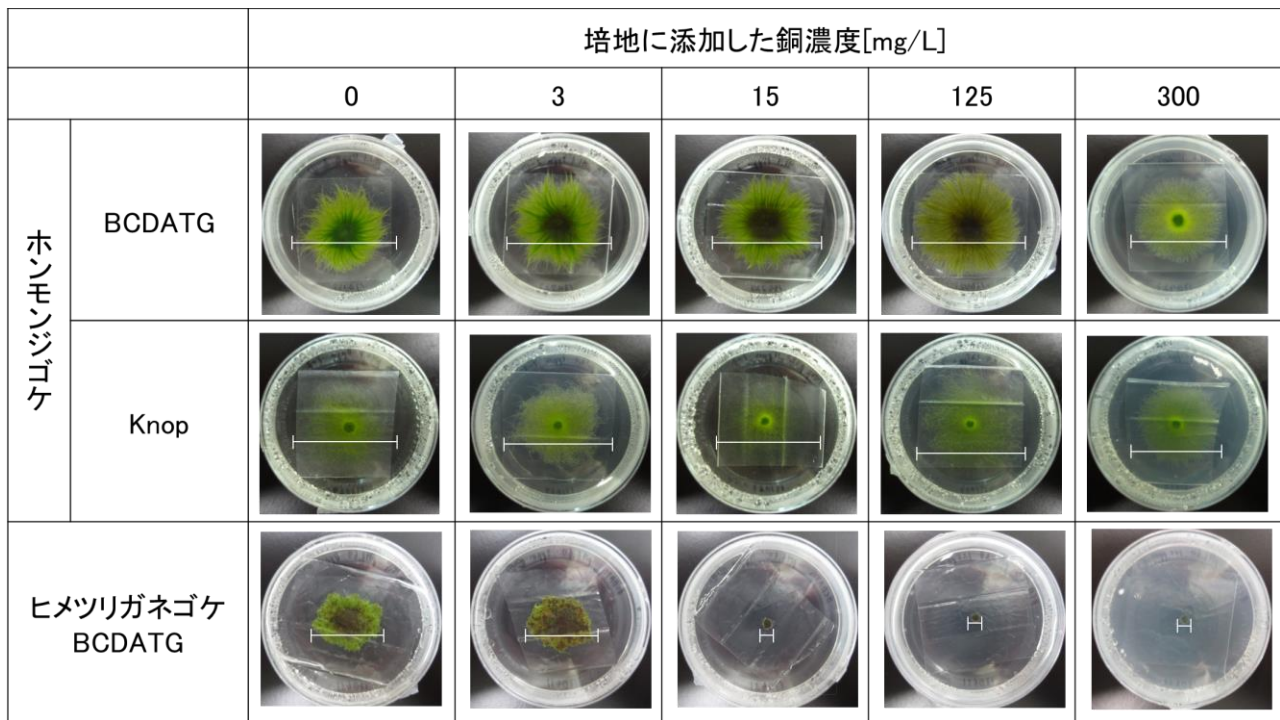 培地に添加した銅濃度[mg/L]
0 3 15 125 300
ホンモンジゴケ
BCDATG
Knop
ヒメツリガネゴケ
BCDATG